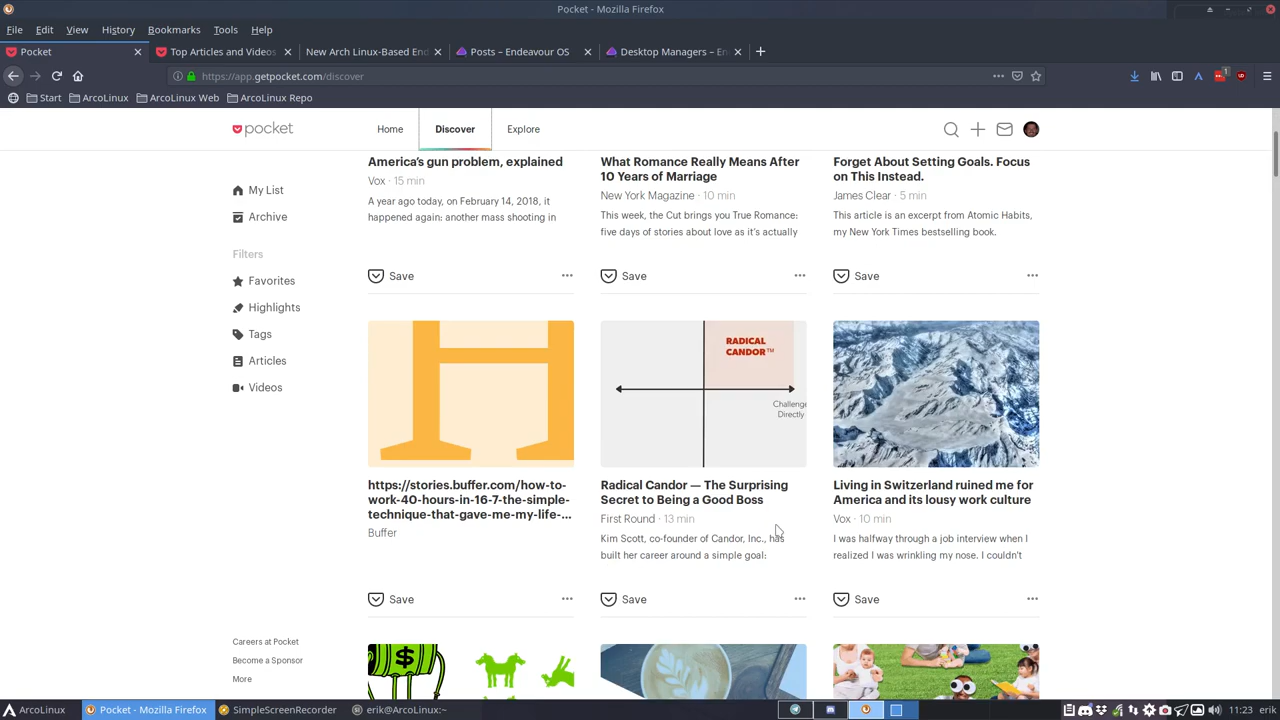 Pocket - Mozilla Firefox
File Edit View History Bookmarks Tools Help
Pocket
Top Articles and Videos
New Arch Linux-Based End
Posts – Endeavour OS
Desktop Managers – En
https://app.getpocket.com/discover
1
Start ArcoLinux ArcoLinux Web ArcoLinux Repo
pocket
Home Discover Explore
My List
Archive
Filters
Favorites
Highlights
Tags
Articles
Videos
Careers at Pocket
Become a Sponsor
More
America's gun problem, explained
Vox · 15 min
A year ago today, on February 14, 2018, it
happened again: another mass shooting in
Save
What Romance Really Means After
10 Years of Marriage
New York Magazine · 10 min
This week, the Cut brings you True Romance:
five days of stories about love as it's actually
Save
Forget About Setting Goals. Focus
on This Instead.
James Clear · 5 min
This article is an excerpt from Atomic Habits,
my New York Times bestselling book.
Save
H
https://stories.buffer.com/how-to-
work-40-hours-in-16-7-the-simple-
technique-that-gave-me-my-life-...
Buffer
Save
RADICAL
CANDOR™
Challenge
Directly
Radical Candor — The Surprising
Secret to Being a Good Boss
First Round · 13 min
Kim Scott, co-founder of Candor, Inc., has
built her career around a simple goal:
Save
Living in Switzerland ruined me for
America and its lousy work culture
Vox · 10 min
I was halfway through a job interview when I
realized I was wrinkling my nose. I couldn't
Save
$
ArcoLinux
Pocket - Mozilla Firefox
SimpleScreenRecorder
erik@ArcoLinux:~
11:23 erik